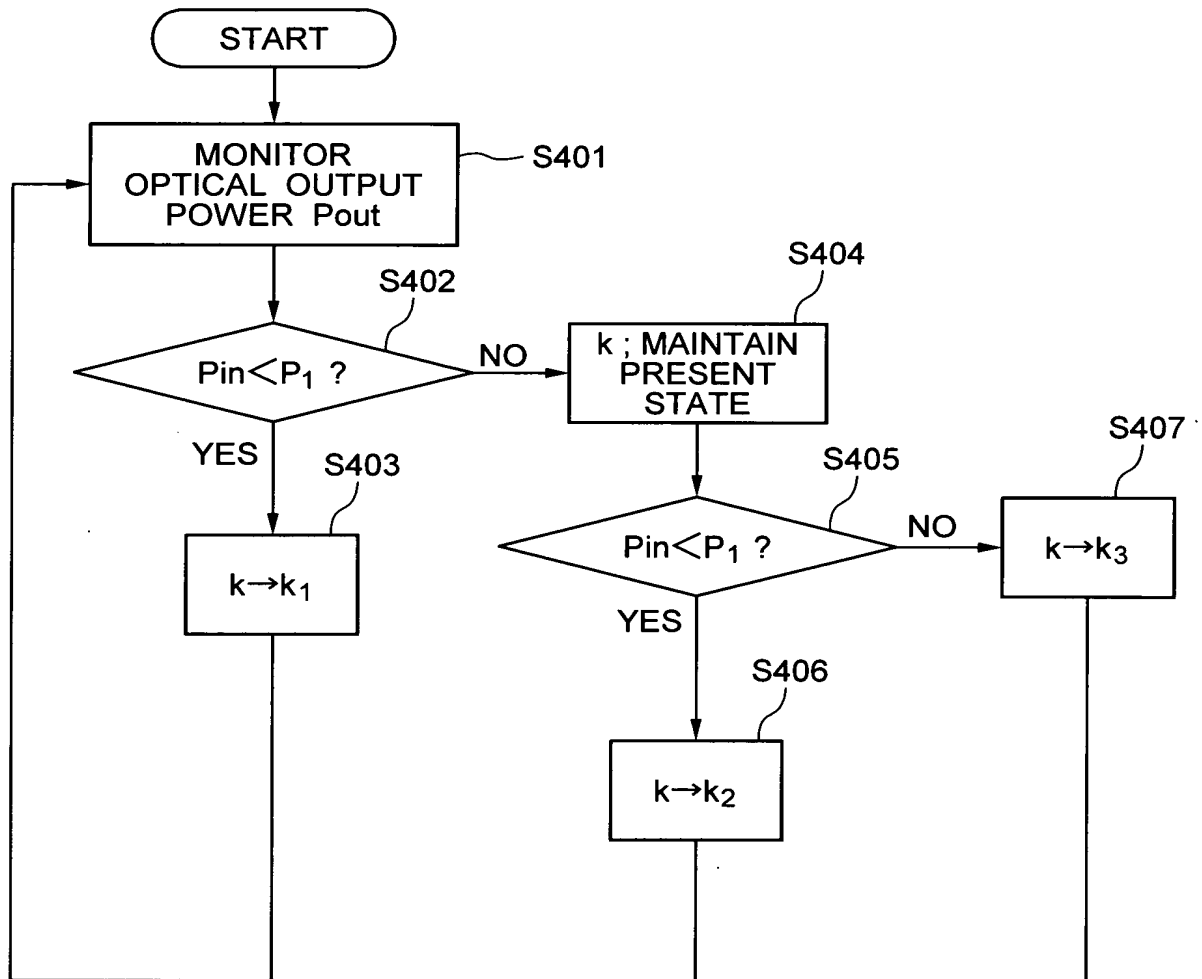 START
MONITOR
OPTICAL OUTPUT
POWER Pout
S401
S402
Pin<P₁ ?
NO
YES
S403
k→k₁
S404
k ; MAINTAIN
PRESENT
STATE
S405
Pin<P₁ ?
NO
YES
S406
k→k₂
S407
k→k₃